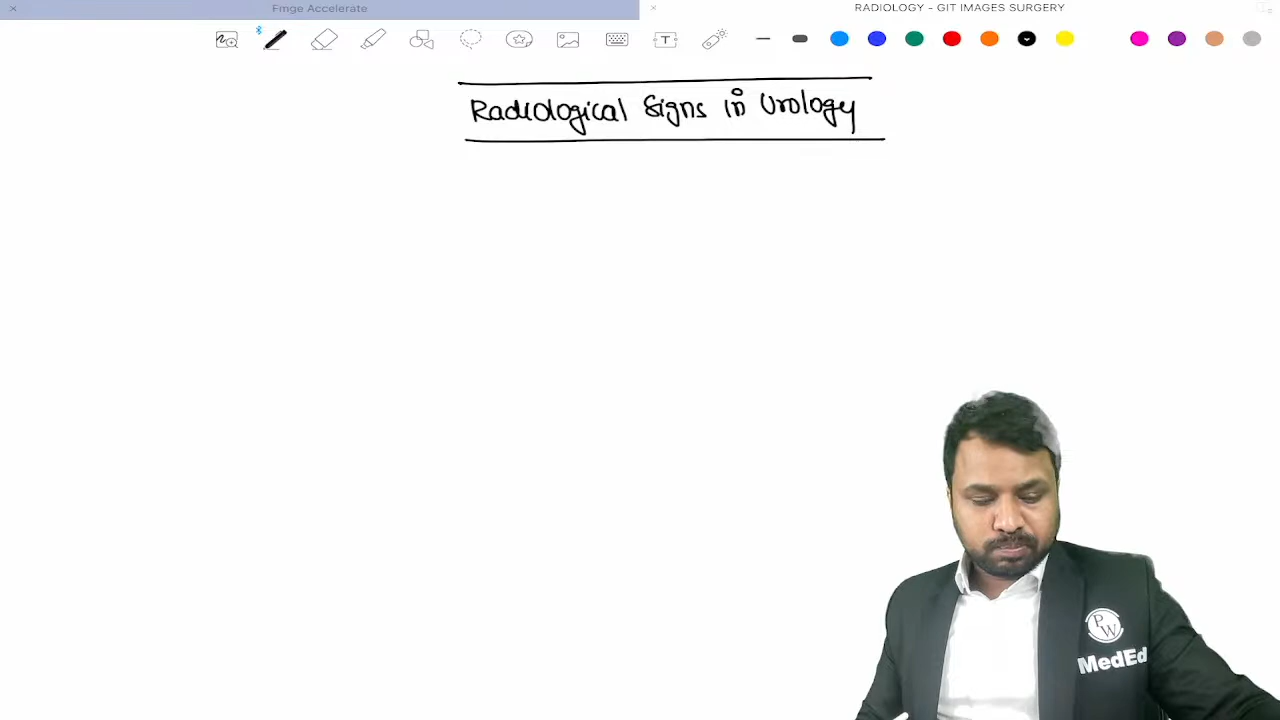 Fmge Accelerate
RADIOLOGY - GIT IMAGES SURGERY
T
Radiological Signs in Urology
PW
MedEd